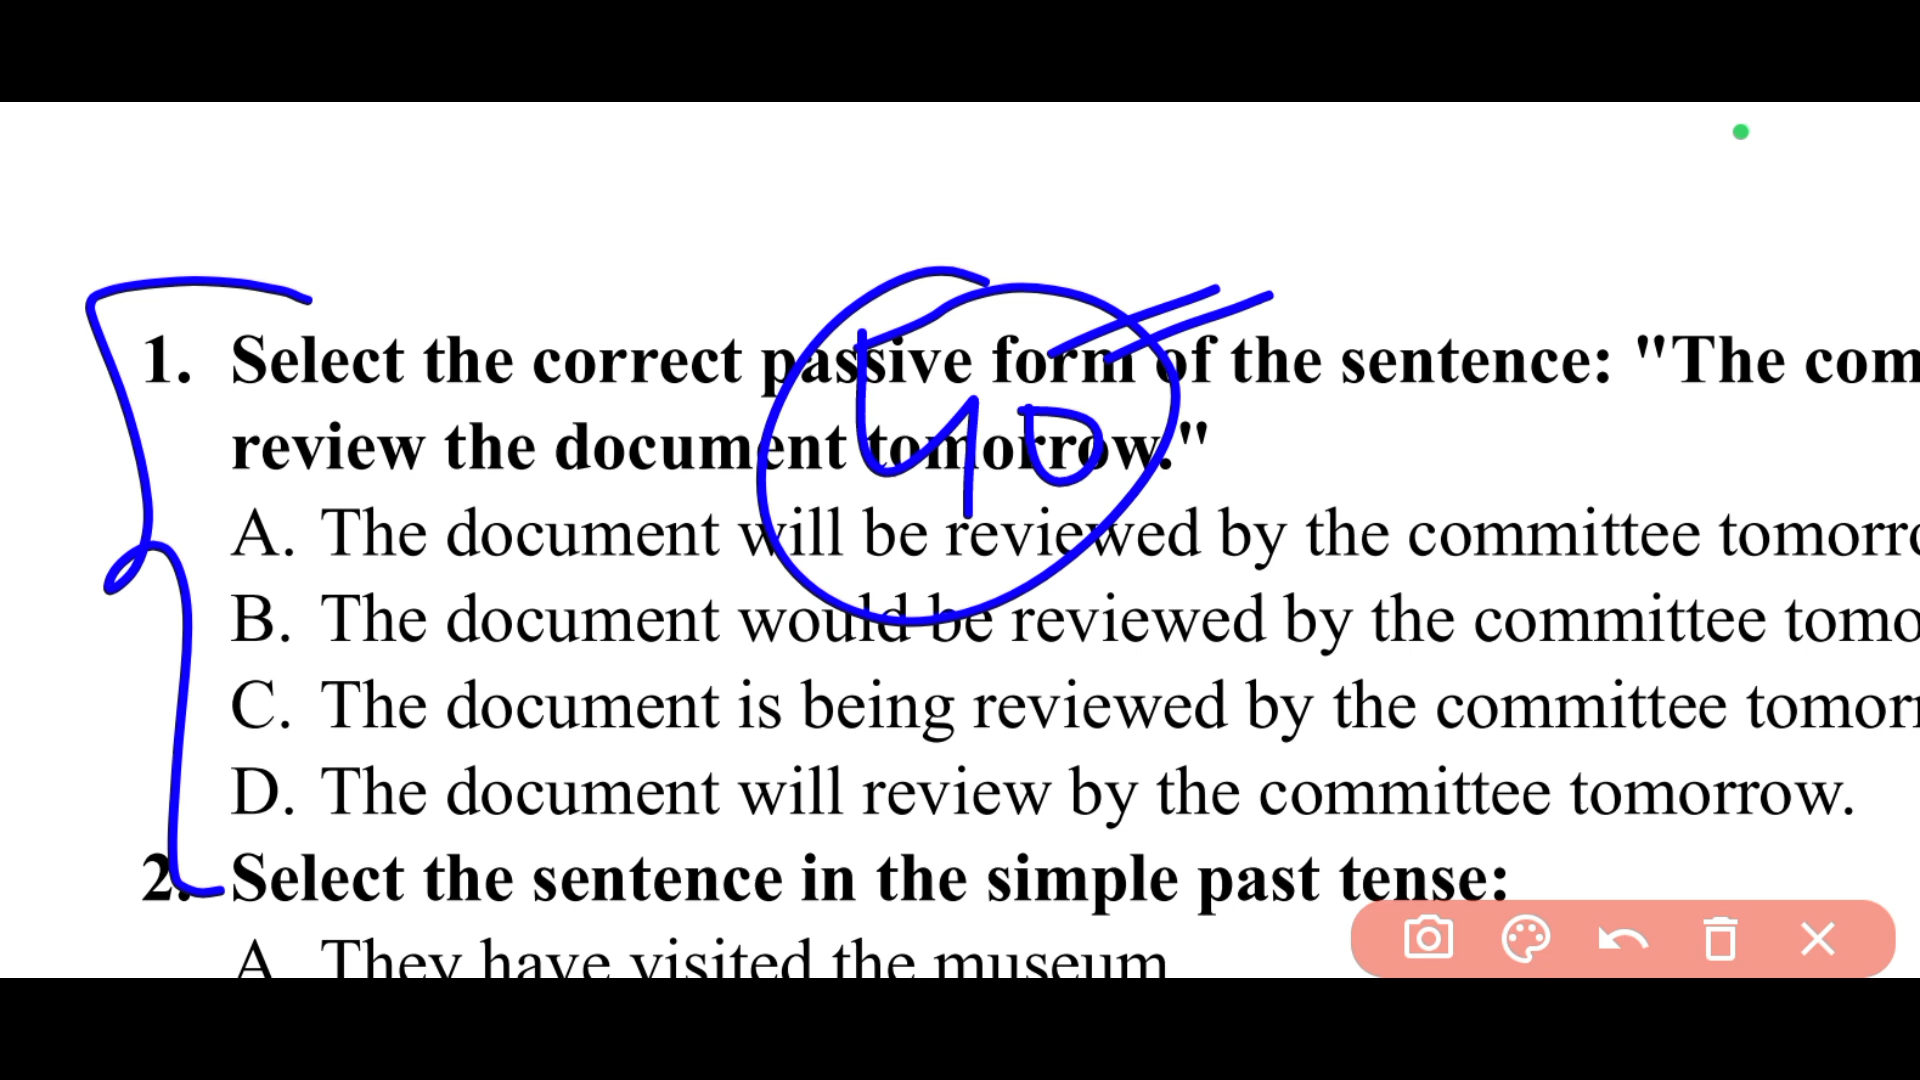 1. Select the correct passive form of the sentence: "The com
review the document tomorrow."
40
A. The document will be reviewed by the committee tomorro
B. The document would be reviewed by the committee tomo
C. The document is being reviewed by the committee tomorr
D. The document will review by the committee tomorrow.
2. Select the sentence in the simple past tense:
A They have visited the museum